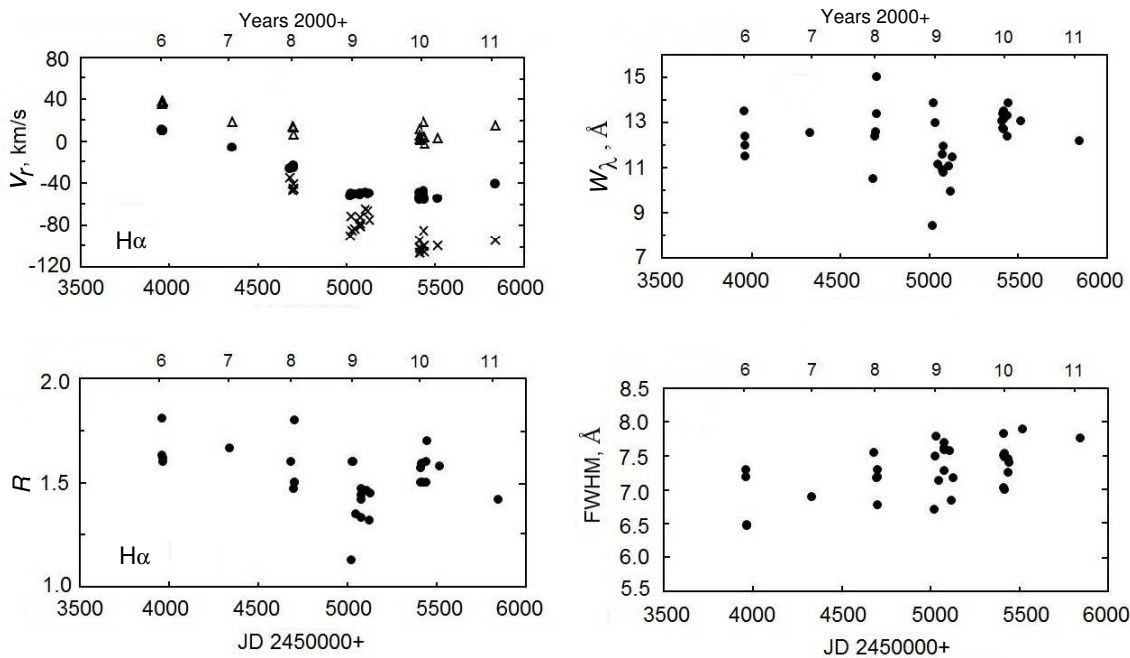 Years 2000+
6 7 8 9 10 11
80
40
0
-40
-80
-120
Vr, km/s
Hα
3500 4000 4500 5000 5500 6000
Years 2000+
6 7 8 9 10 11
15
13
11
9
7
Wλ, Å
3500 4000 4500 5000 5500 6000
6 7 8 9 10 11
2.0
1.5
1.0
R
Hα
3500 4000 4500 5000 5500 6000
JD 2450000+
6 7 8 9 10 11
8.5
8.0
7.5
7.0
6.5
6.0
5.5
FWHM, Å
3500 4000 4500 5000 5500 6000
JD 2450000+